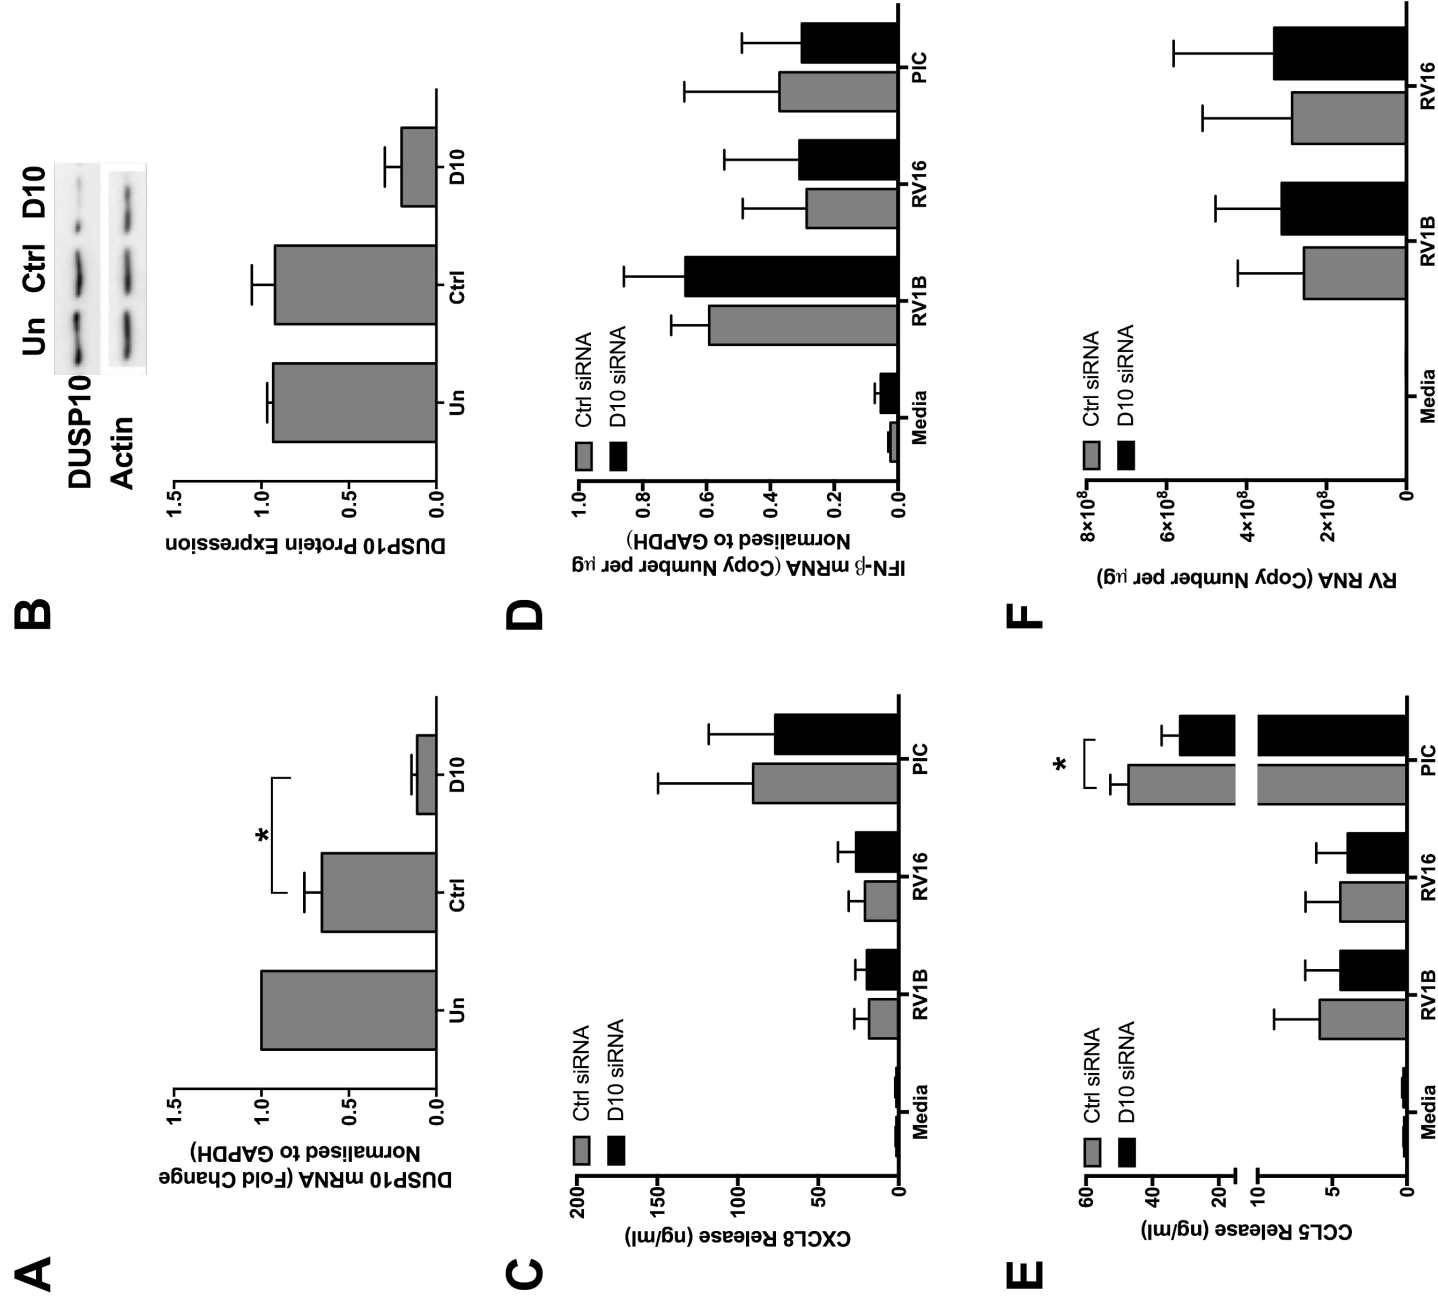 A
DUSP10 mRNA (Fold Change
Normalised to GAPDH)
1.5
1.0
0.5
0.0
*
Un
Ctrl
D10
B
Un Ctrl D10
DUSP10
Actin
DUSP10 Protein Expression
1.5
1.0
0.5
0.0
Un
Ctrl
D10
C
CXCL8 Release (ng/ml)
200
150
100
50
0
Ctrl siRNA
D10 siRNA
Media
RV1B
RV16
PIC
D
IFN-β mRNA (Copy Number per µg
Normalised to GAPDH)
1.0
0.8
0.6
0.4
0.2
0.0
Ctrl siRNA
D10 siRNA
Media
RV1B
RV16
PIC
E
CCL5 Release (ng/ml)
60
40
20
10
5
0
Ctrl siRNA
D10 siRNA
*
Media
RV1B
RV16
PIC
F
RV RNA (Copy Number per µg)
8×10⁸
6×10⁸
4×10⁸
2×10⁸
0
Ctrl siRNA
D10 siRNA
Media
RV1B
RV16